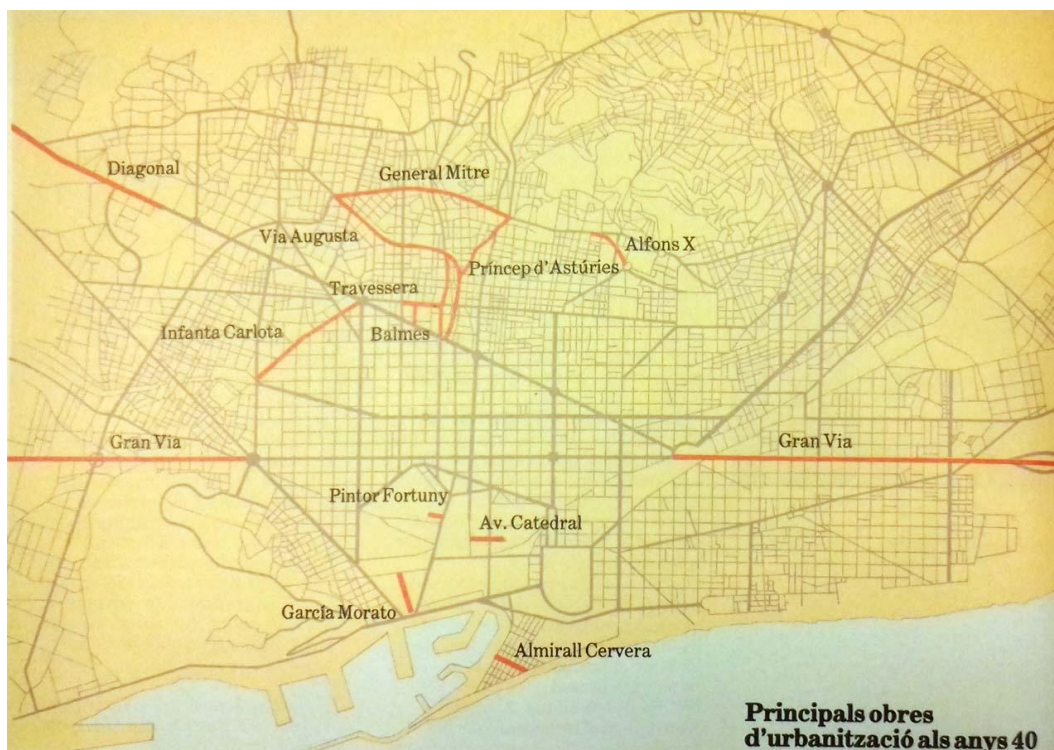 Diagonal
General Mitre
Via Augusta
Alfons X
Príncep d'Astúries
Travessera
Infanta Carlota
Balmes
Gran Via
Gran Via
Pintor Fortuny
Av. Catedral
García Morato
Almirall Cervera
Principals obres
d'urbanització als anys 40